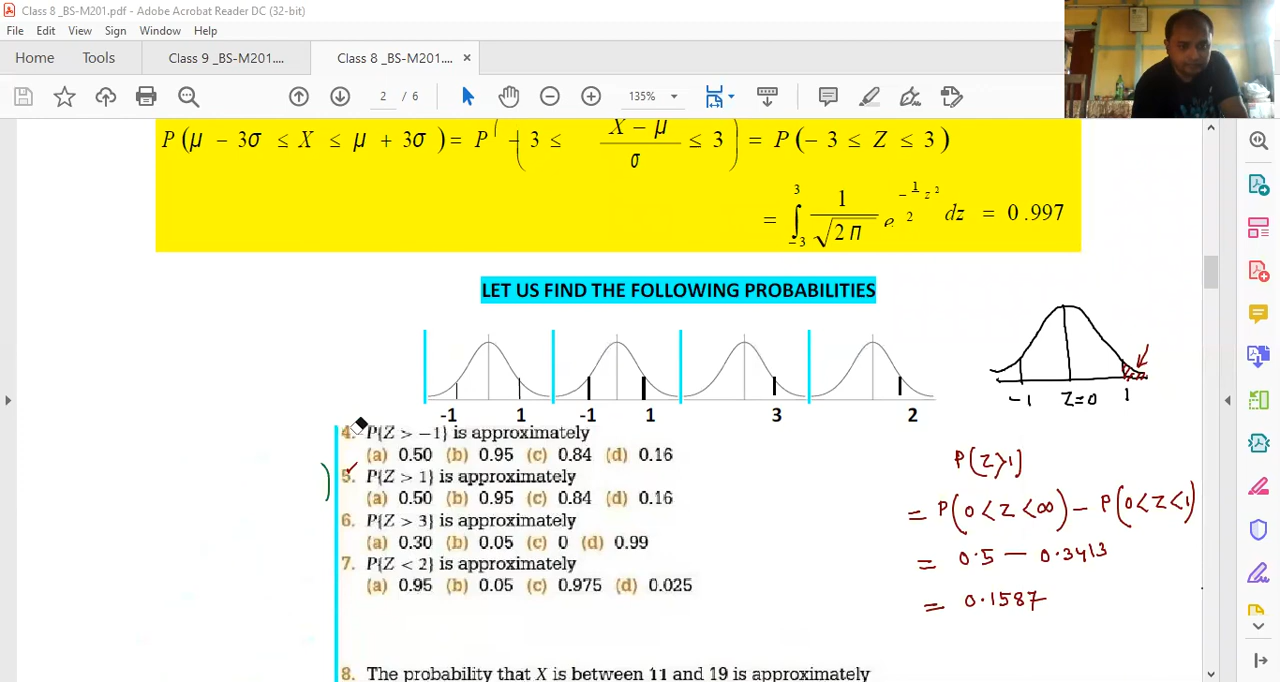 Class 8 _BS-M201.pdf - Adobe Acrobat Reader DC (32-bit)
File Edit View Sign Window Help
Home Tools Class 9 _BS-M201.... Class 8 _BS-M201.... ×
2 / 6 135%
P (μ − 3σ ≤ X ≤ μ + 3σ) = P (− 3 ≤ X − μ / σ ≤ 3) = P (− 3 ≤ Z ≤ 3)
= ∫₋₃³ 1/√2π e^(−1/2 z²) dz = 0.997
LET US FIND THE FOLLOWING PROBABILITIES
-1 1 -1 1 3 2
-1 Z=0 1
4. P{Z > −1} is approximately
(a) 0.50 (b) 0.95 (c) 0.84 (d) 0.16
5. P{Z > 1} is approximately
(a) 0.50 (b) 0.95 (c) 0.84 (d) 0.16
6. P{Z > 3} is approximately
(a) 0.30 (b) 0.05 (c) 0 (d) 0.99
7. P{Z < 2} is approximately
(a) 0.95 (b) 0.05 (c) 0.975 (d) 0.025
8. The probability that X is between 11 and 19 is approximately
P(Z>1)
= P(0<Z<∞) − P(0<Z<1)
= 0.5 − 0.3413
= 0.1587